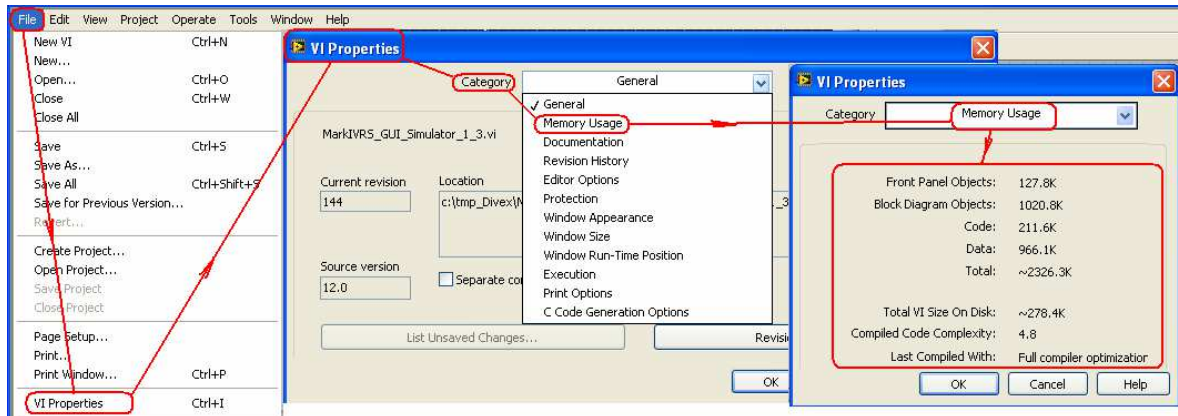 File Edit View Project Operate Tools Window Help
New VI Ctrl+N
New...
Open... Ctrl+O
Close Ctrl+W
Close All
Save Ctrl+S
Save As...
Save All Ctrl+Shift+S
Save for Previous Version...
Revert...
Create Project...
Open Project...
Save Project
Close Project
Page Setup...
Print...
Print Window... Ctrl+P
VI Properties Ctrl+I
VI Properties
Category General
✓ General
Memory Usage
Documentation
Revision History
Editor Options
Protection
Window Appearance
Window Size
Window Run-Time Position
Execution
Print Options
C Code Generation Options
MarkIVRS_GUI_Simulator_1_3.vi
Current revision Location
144 c:\tmp_Divex\
Source version
12.0 Separate
List Unsaved Changes...
OK
VI Properties
Category Memory Usage
Front Panel Objects: 127.8K
Block Diagram Objects: 1020.8K
Code: 211.6K
Data: 966.1K
Total: ~2326.3K
Total VI Size On Disk: ~278.4K
Compiled Code Complexity: 4.8
Last Compiled With: Full compiler optimization
OK Cancel Help